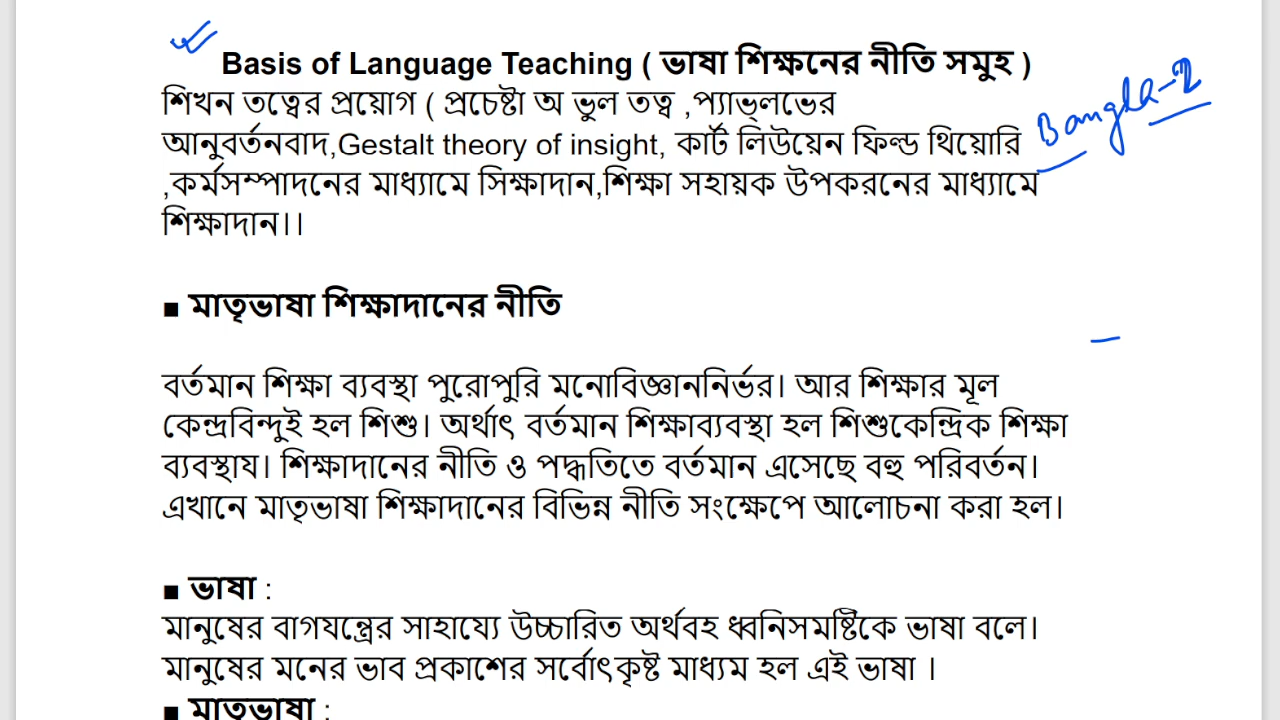 Basis of Language Teaching ( ভাষা শিক্ষনের নীতি সমুহ )
শিখন তত্বের প্রয়োগ ( প্রচেষ্টা অ ভুল তত্ব ,প্যাভ্লভের
আনুবর্তনবাদ,Gestalt theory of insight, কার্ট লিউয়েন ফিল্ড থিয়োরি
Bangla-2
,কর্মসম্পাদনের মাধ্যামে সিক্ষাদান,শিক্ষা সহায়ক উপকরনের মাধ্যামে
শিক্ষাদান।।
■ মাতৃভাষা শিক্ষাদানের নীতি
বর্তমান শিক্ষা ব্যবস্থা পুরোপুরি মনোবিজ্ঞাননির্ভর। আর শিক্ষার মূল
কেন্দ্রবিন্দুই হল শিশু। অর্থাৎ বর্তমান শিক্ষাব্যবস্থা হল শিশুকেন্দ্রিক শিক্ষা
ব্যবস্থায। শিক্ষাদানের নীতি ও পদ্ধতিতে বর্তমান এসেছে বহু পরিবর্তন।
এখানে মাতৃভাষা শিক্ষাদানের বিভিন্ন নীতি সংক্ষেপে আলোচনা করা হল।
■ ভাষা :
মানুষের বাগযন্ত্রের সাহায্যে উচ্চারিত অর্থবহ ধ্বনিসমষ্টিকে ভাষা বলে।
মানুষের মনের ভাব প্রকাশের সর্বোৎকৃষ্ট মাধ্যম হল এই ভাষা ।
■ মাতৃভাষা :